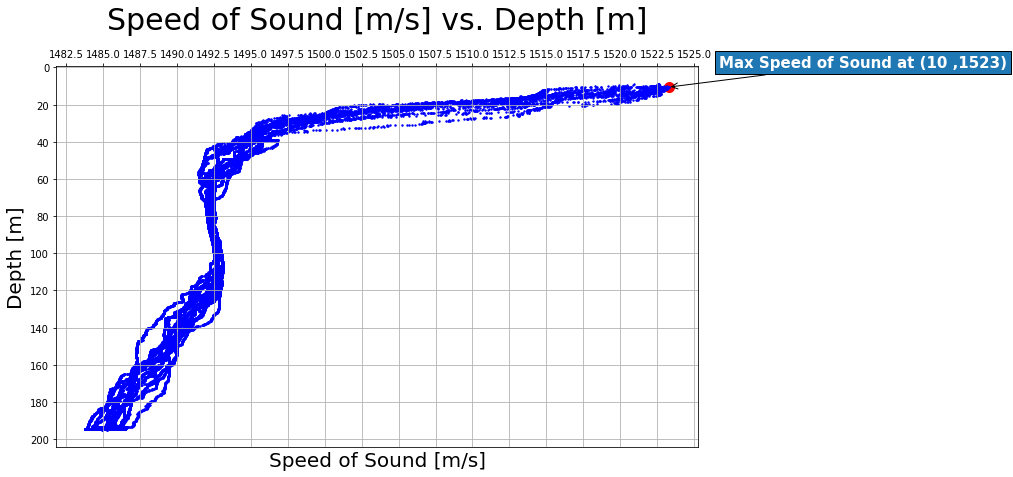 Speed of Sound [m/s] vs. Depth [m]
1482.5 1485.0 1487.5 1490.0 1492.5 1495.0 1497.5 1500.0 1502.5 1505.0 1507.5 1510.0 1512.5 1515.0 1517.5 1520.0 1522.5 1525.0
Max Speed of Sound at (10 ,1523)
0
20
40
60
80
100
120
140
160
180
200
Depth [m]
Speed of Sound [m/s]